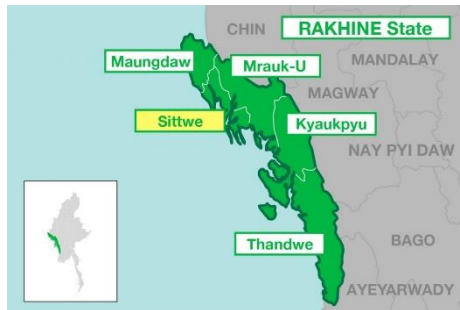 CHIN
RAKHINE State
Maungdaw
Mrauk-U
MANDALAY
MAGWAY
Sittwe
Kyaukpyu
NAY PYI DAW
Thandwe
BAGO
AYEYARWADY